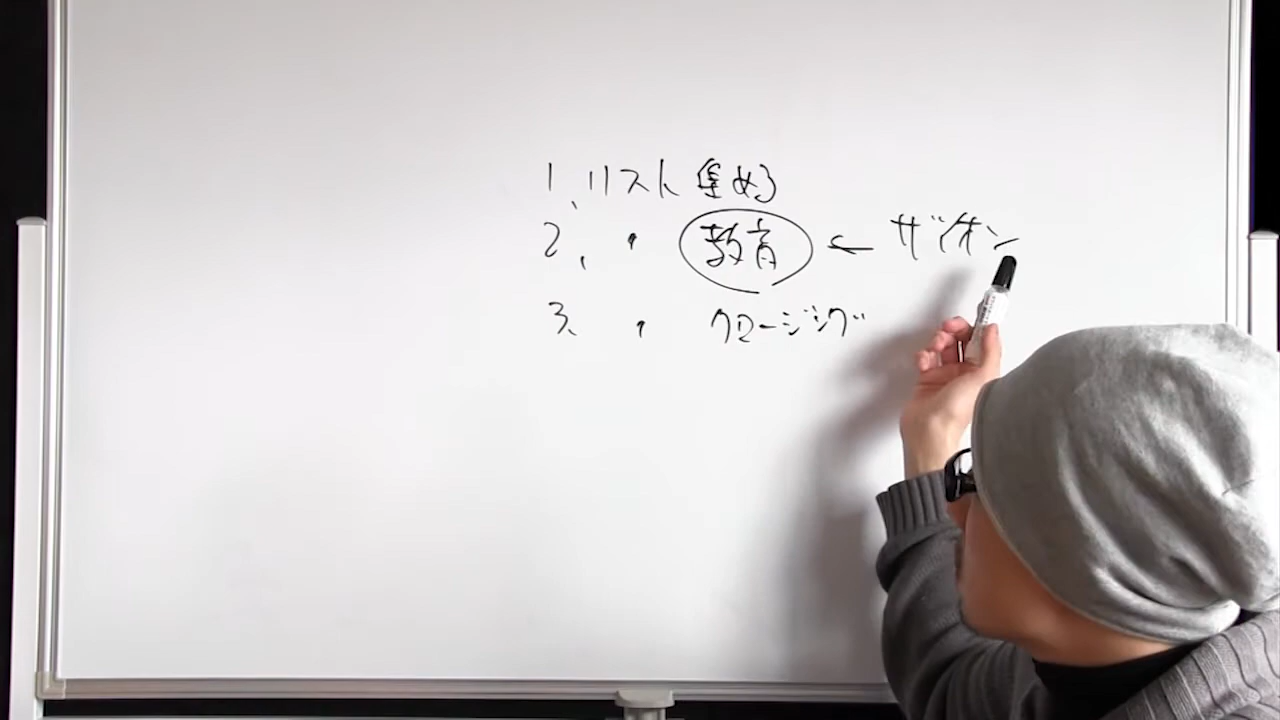 1、リスト集める
2、・教育 ← ザイオン
3、・クロージング